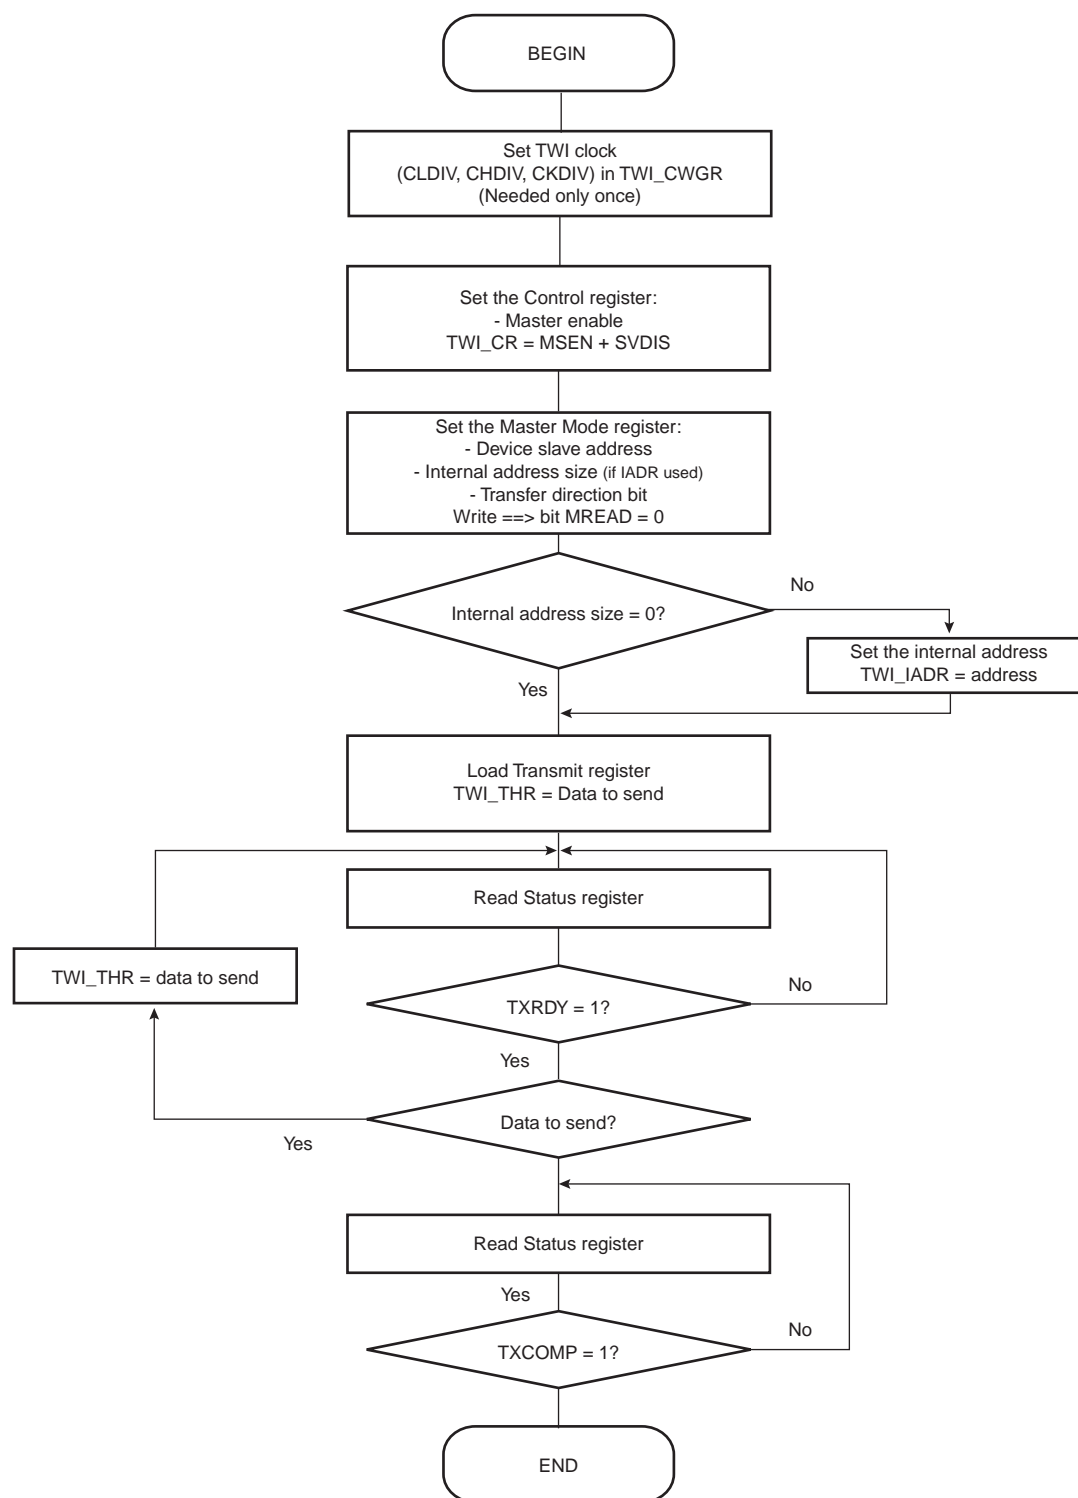 BEGIN
Set TWI clock
(CLDIV, CHDIV, CKDIV) in TWI_CWGR
(Needed only once)
Set the Control register:
- Master enable
TWI_CR = MSEN + SVDIS
Set the Master Mode register:
- Device slave address
- Internal address size (if IADR used)
- Transfer direction bit
Write ==> bit MREAD = 0
No
Internal address size = 0?
Set the internal address
TWI_IADR = address
Yes
Load Transmit register
TWI_THR = Data to send
Read Status register
TWI_THR = data to send
No
TXRDY = 1?
Yes
Data to send?
Yes
Read Status register
Yes
No
TXCOMP = 1?
END